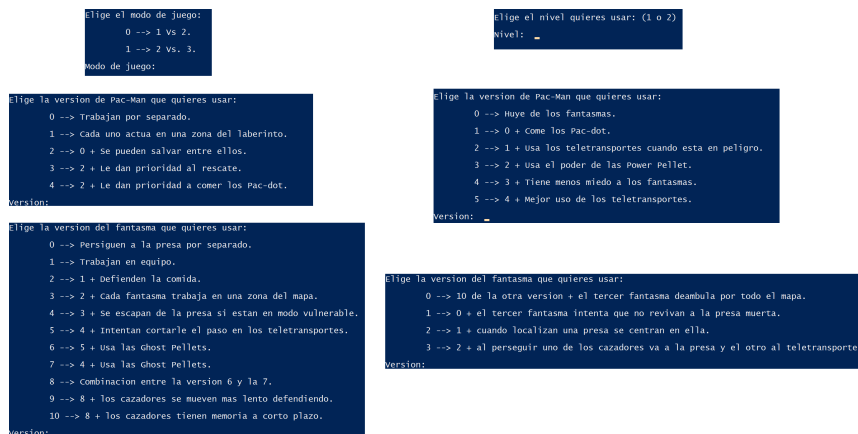 Elige el modo de juego:
0 --> 1 Vs 2.
1 --> 2 Vs. 3.
Modo de juego:
Elige el nivel quieres usar: (1 o 2)
Nivel: _
Elige la version de Pac-Man que quieres usar:
0 --> Trabajan por separado.
1 --> Cada uno actua en una zona del laberinto.
2 --> 0 + Se pueden salvar entre ellos.
3 --> 2 + Le dan prioridad al rescate.
4 --> 2 + Le dan prioridad a comer los Pac-dot.
Version:
Elige la version de Pac-Man que quieres usar:
0 --> Huye de los fantasmas.
1 --> 0 + Come los Pac-dot.
2 --> 1 + Usa los teletransportes cuando esta en peligro.
3 --> 2 + Usa el poder de las Power Pellet.
4 --> 3 + Tiene menos miedo a los fantasmas.
5 --> 4 + Mejor uso de los teletransportes.
Version: _
Elige la version del fantasma que quieres usar:
0 --> Persiguen a la presa por separado.
1 --> Trabajan en equipo.
2 --> 1 + Defienden la comida.
3 --> 2 + Cada fantasma trabaja en una zona del mapa.
4 --> 3 + Se escapan de la presa si estan en modo vulnerable.
5 --> 4 + Intentan cortarle el paso en los teletransportes.
6 --> 5 + Usa las Ghost Pellets.
7 --> 4 + Usa las Ghost Pellets.
8 --> Combinacion entre la version 6 y la 7.
9 --> 8 + los cazadores se mueven mas lento defendiendo.
10 --> 8 + los cazadores tienen memoria a corto plazo.
Version:
Elige la version del fantasma que quieres usar:
0 --> 10 de la otra version + el tercer fantasma deambula por todo el mapa.
1 --> 0 + el tercer fantasma intenta que no revivan a la presa muerta.
2 --> 1 + cuando localizan una presa se centran en ella.
3 --> 2 + al perseguir uno de los cazadores va a la presa y el otro al teletransporte
Version: